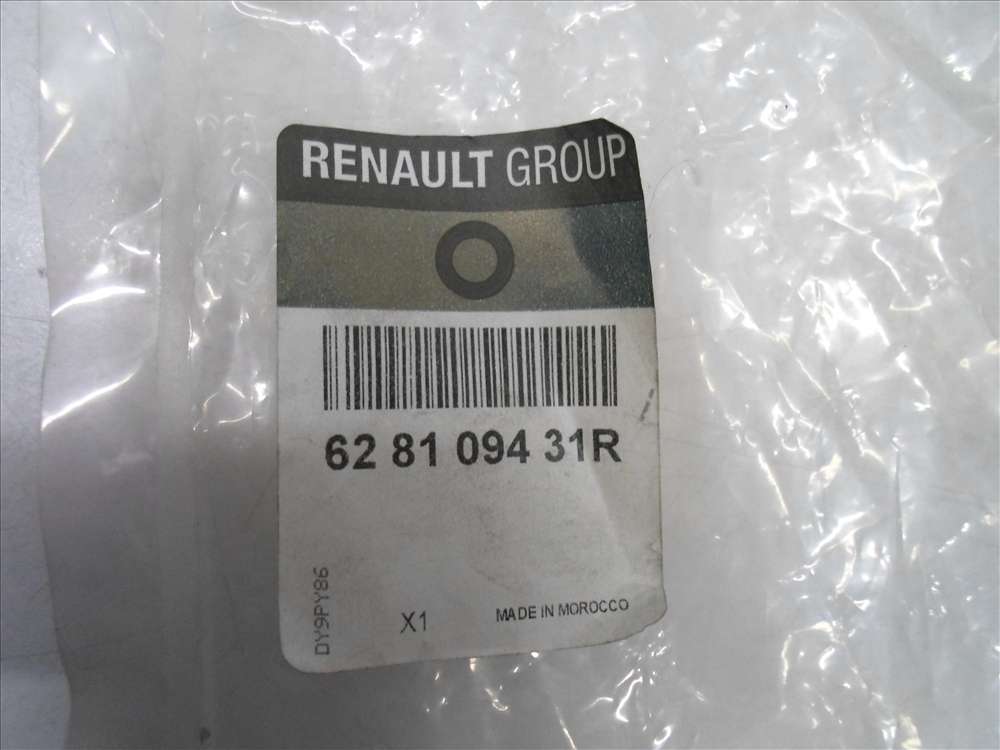 RENAULT GROUP
62 81 094 31R
DY9PY86
X1
MADE IN MOROCCO